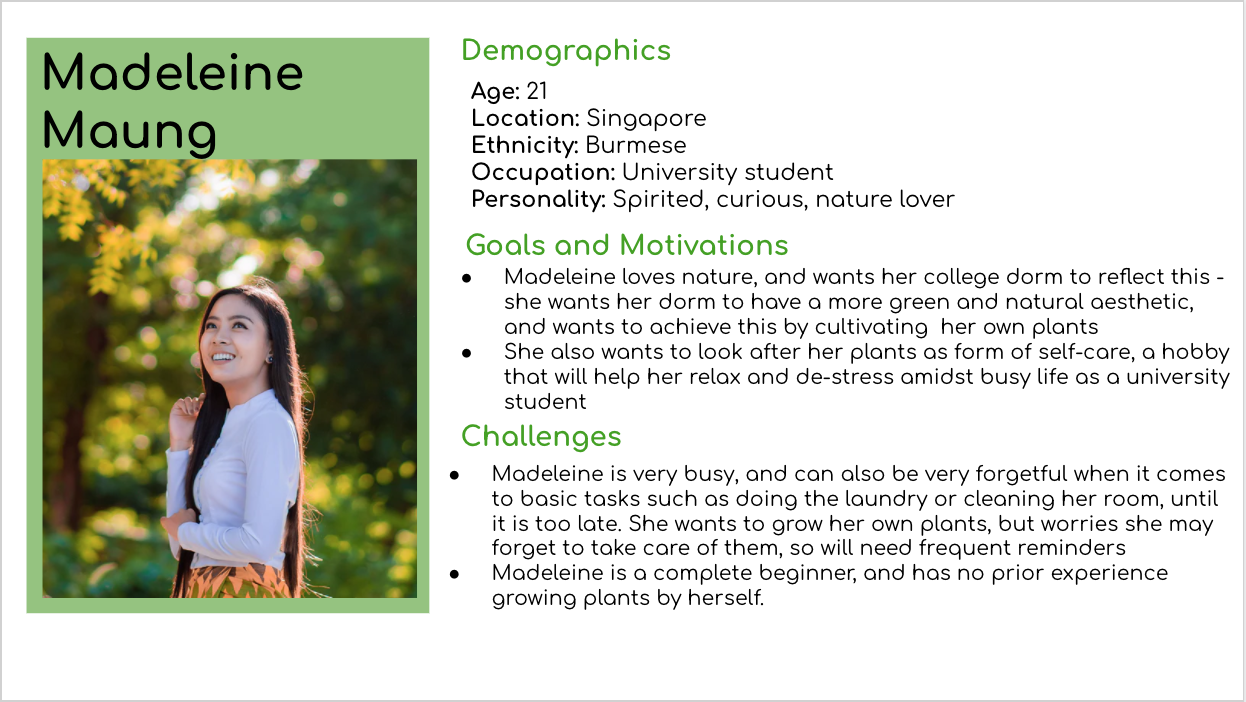 Madeleine
Maung
Demographics
Age: 21
Location: Singapore
Ethnicity: Burmese
Occupation: University student
Personality: Spirited, curious, nature lover
Goals and Motivations
● Madeleine loves nature, and wants her college dorm to reflect this -
she wants her dorm to have a more green and natural aesthetic,
and wants to achieve this by cultivating  her own plants
● She also wants to look after her plants as form of self-care, a hobby
that will help her relax and de-stress amidst busy life as a university
student
Challenges
● Madeleine is very busy, and can also be very forgetful when it comes
to basic tasks such as doing the laundry or cleaning her room, until
it is too late. She wants to grow her own plants, but worries she may
forget to take care of them, so will need frequent reminders
● Madeleine is a complete beginner, and has no prior experience
growing plants by herself.